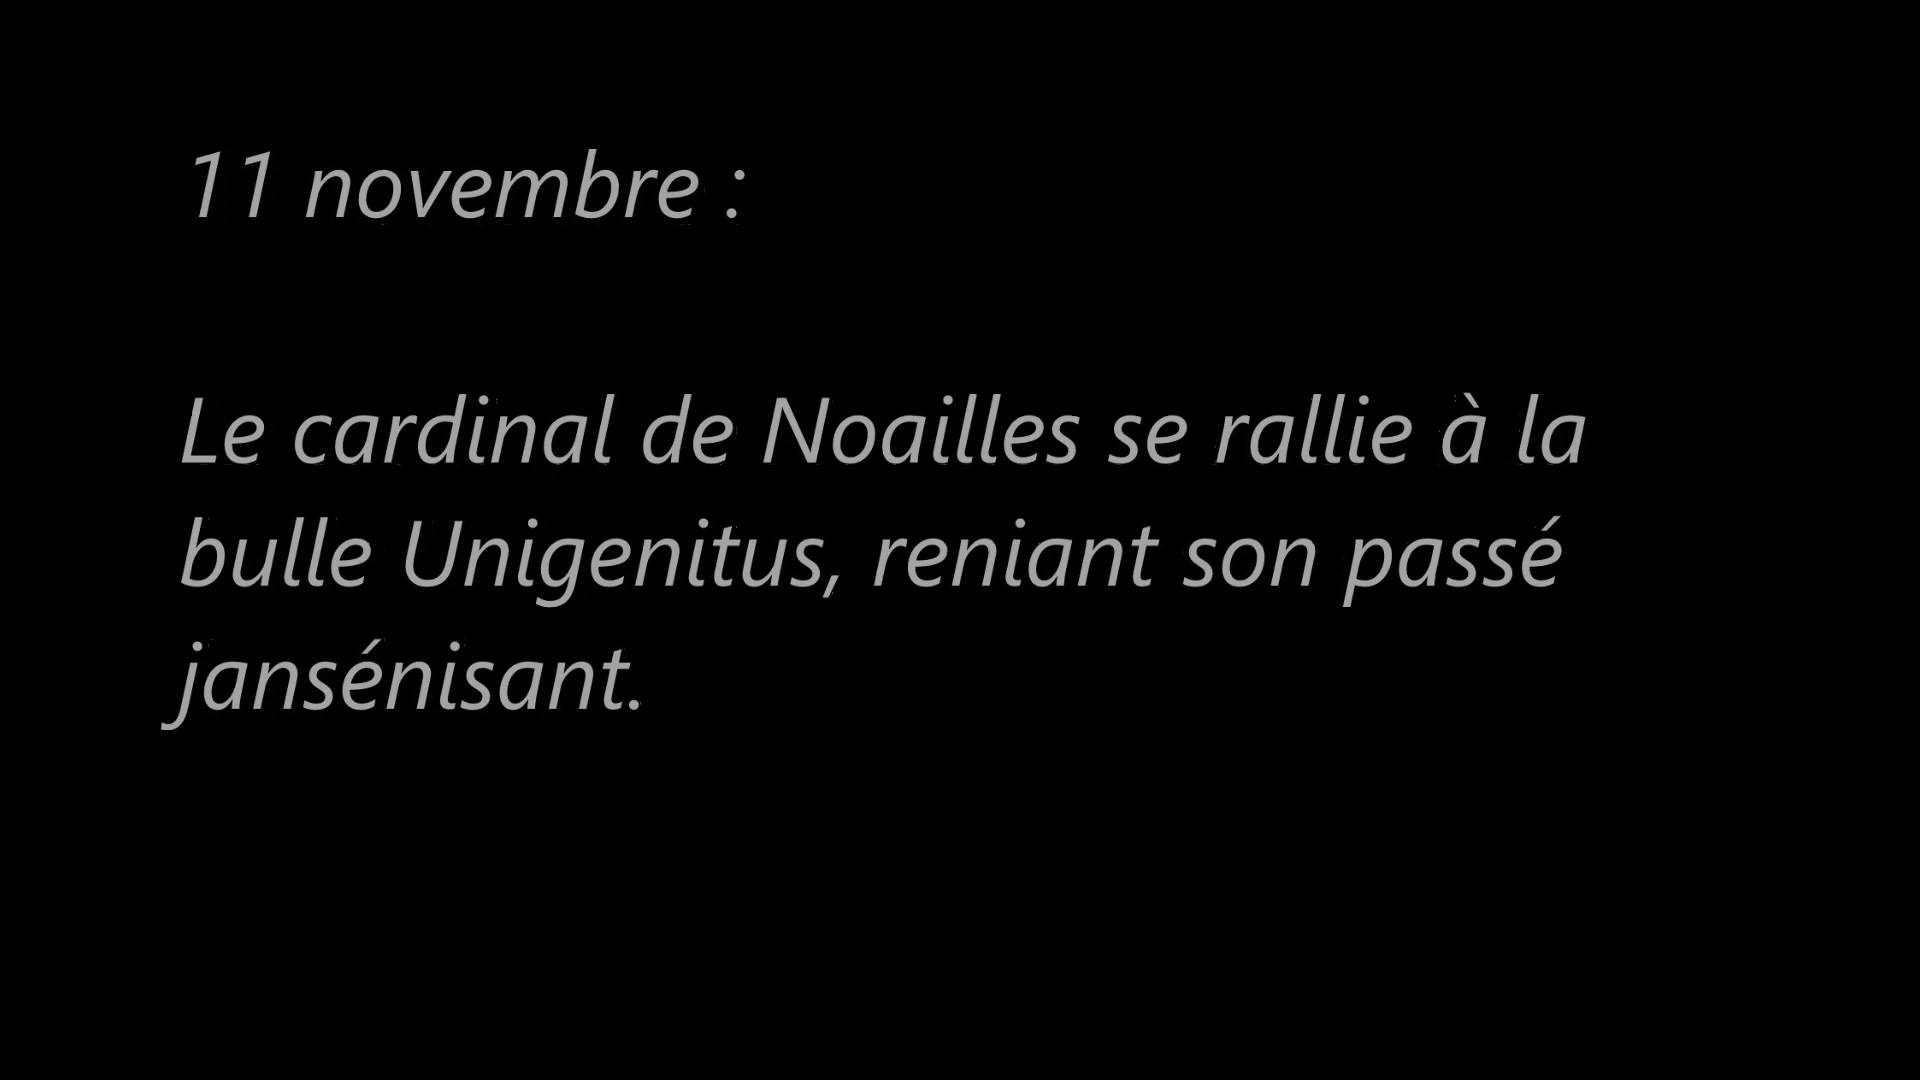 11 novembre :
Le cardinal de Noailles se rallie à la
bulle Unigenitus, reniant son passé
jansénisant.